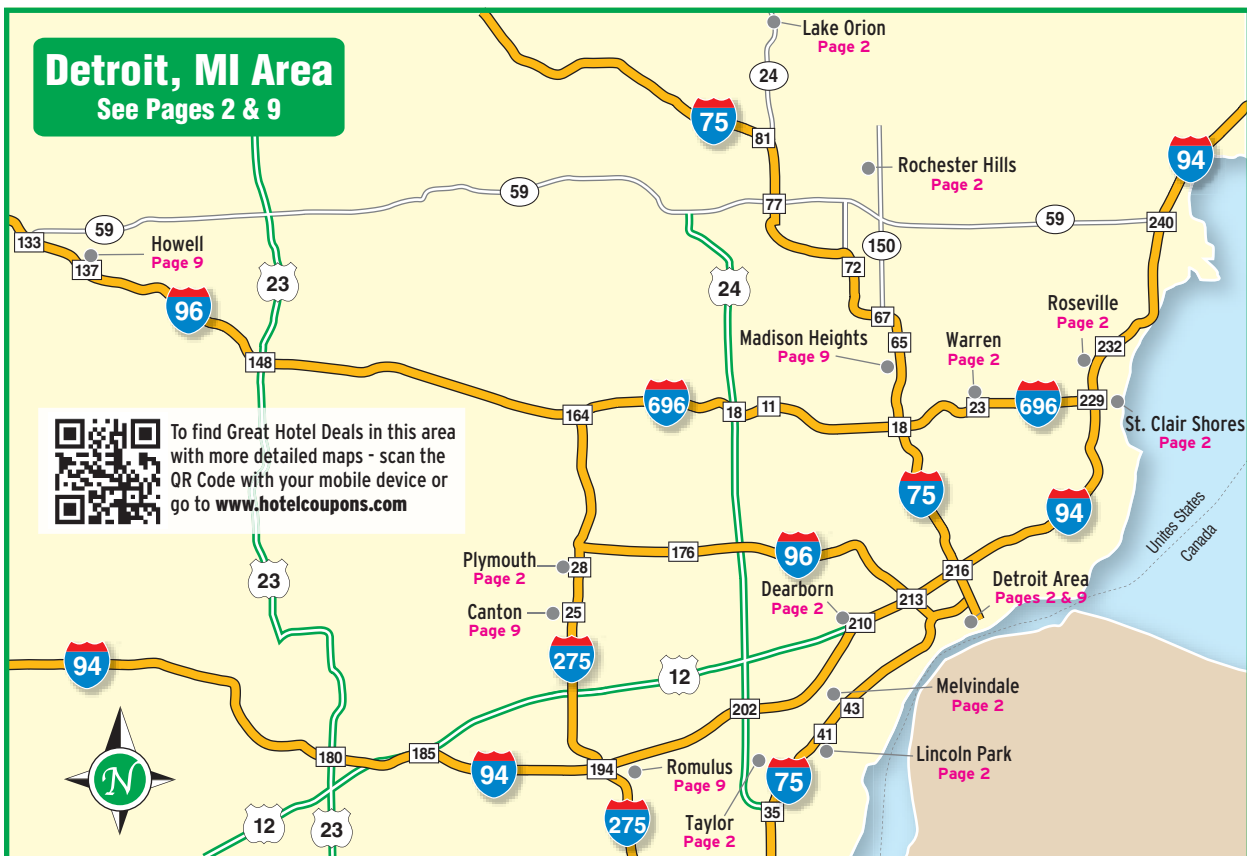 Detroit, MI Area
See Pages 2 & 9
Lake Orion
Page 2
24
75
81
94
Rochester Hills
Page 2
59
77
59
133
59
240
Howell
Page 9
137
150
72
23
24
96
67
Roseville
Page 2
65
Madison Heights
Page 9
Warren
Page 2
232
148
164
696
18
11
23
696
229
18
St. Clair Shores
Page 2
To find Great Hotel Deals in this area
with more detailed maps - scan the
QR Code with your mobile device or
go to www.hotelcoupons.com
75
94
Unites States
Canada
176
96
Plymouth
Page 2
28
23
216
Dearborn
Page 2
213
Detroit Area
Pages 2 & 9
Canton
Page 9
25
210
275
94
12
Melvindale
Page 2
202
43
41
180
185
94
194
Romulus
Page 9
Lincoln Park
Page 2
75
N
12
23
275
Taylor
Page 2
35